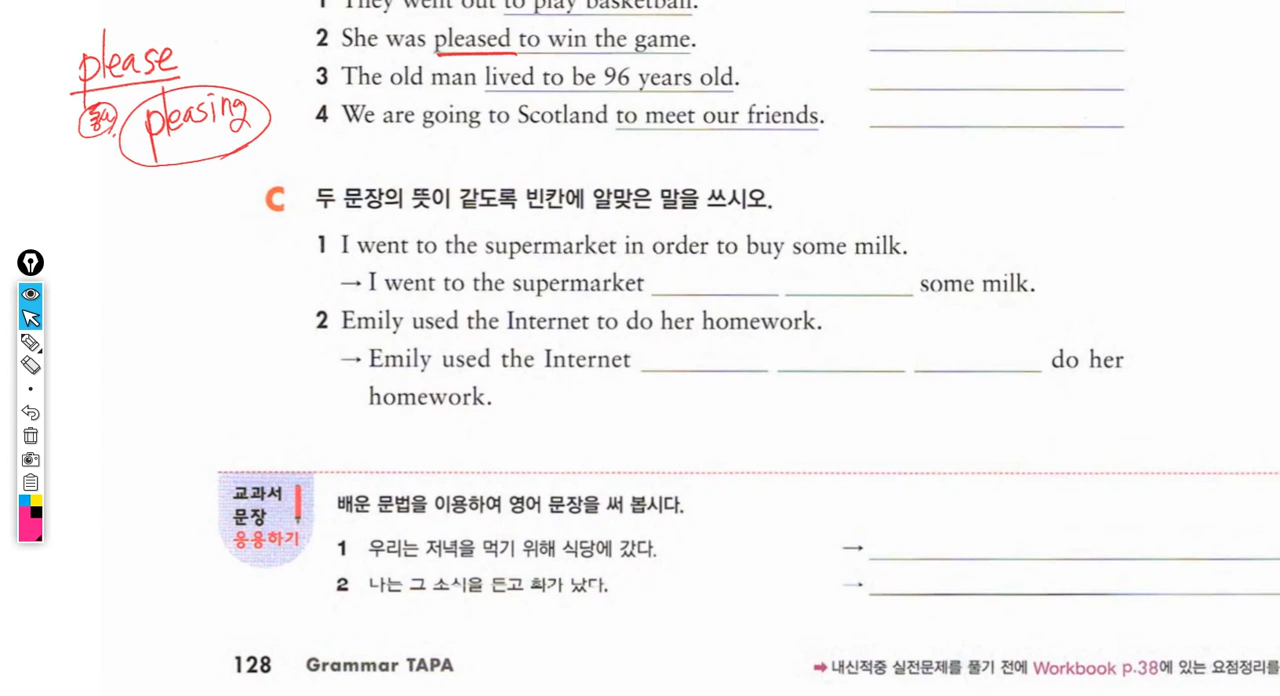 1 They went out to play basketball.
2 She was pleased to win the game.
3 The old man lived to be 96 years old.
4 We are going to Scotland to meet our friends.
please
동사. pleasing
C 두 문장의 뜻이 같도록 빈칸에 알맞은 말을 쓰시오.
1 I went to the supermarket in order to buy some milk.
→ I went to the supermarket ____ ____ some milk.
2 Emily used the Internet to do her homework.
→ Emily used the Internet ____ ____ ____ do her
homework.
교과서
문장
응용하기
배운 문법을 이용하여 영어 문장을 써 봅시다.
1 우리는 저녁을 먹기 위해 식당에 갔다. →
2 나는 그 소식을 듣고 화가 났다. →
128 Grammar TAPA
➡ 내신적중 실전문제를 풀기 전에 Workbook p.38에 있는 요점정리를